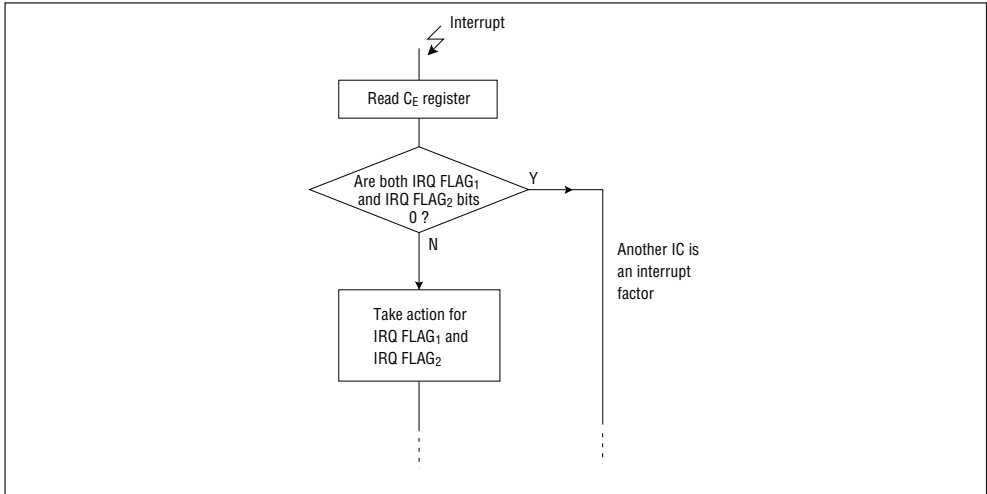 Interrupt
Read CE register
Are both IRQ FLAG1
and IRQ FLAG2 bits
0 ?
Y
N
Another IC is
an interrupt
factor
Take action for
IRQ FLAG1 and
IRQ FLAG2